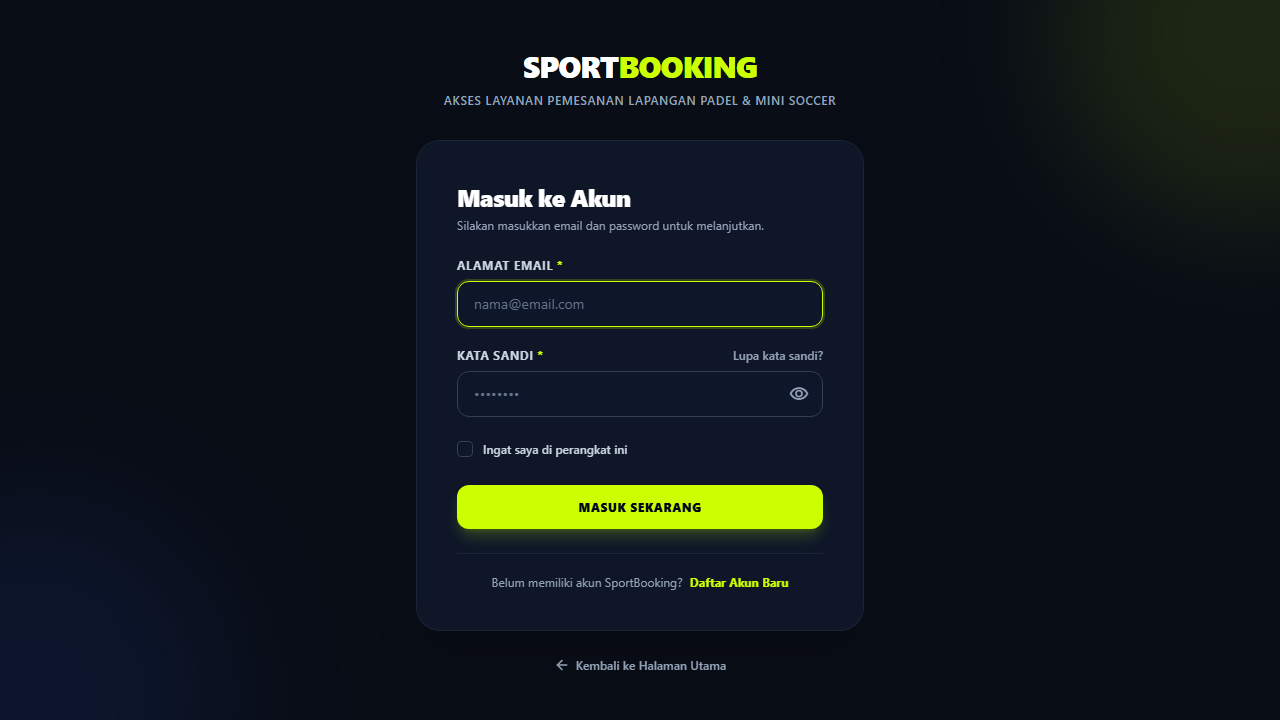 SPORTBOOKING
AKSES LAYANAN PEMESANAN LAPANGAN PADEL & MINI SOCCER
Masuk ke Akun
Silakan masukkan email dan password untuk melanjutkan.
ALAMAT EMAIL *
nama@email.com
KATA SANDI * Lupa kata sandi?
••••••••
Ingat saya di perangkat ini
MASUK SEKARANG
Belum memiliki akun SportBooking? Daftar Akun Baru
← Kembali ke Halaman Utama